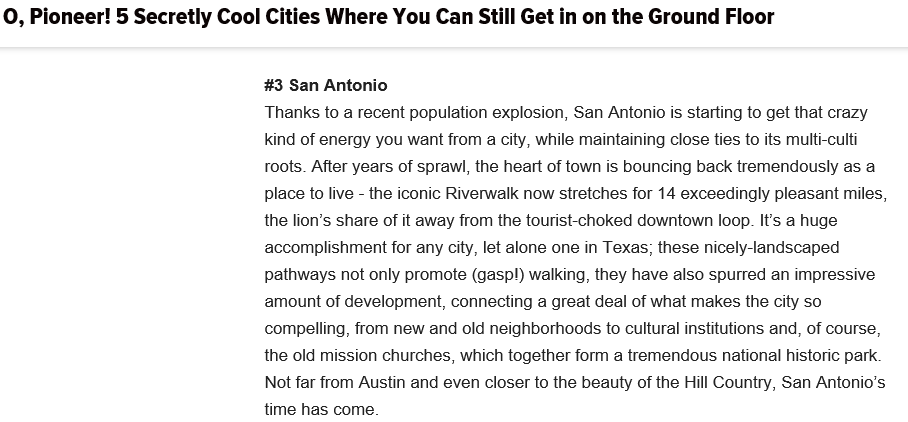 O, Pioneer! 5 Secretly Cool Cities Where You Can Still Get in on the Ground Floor
#3 San Antonio
Thanks to a recent population explosion, San Antonio is starting to get that crazy
kind of energy you want from a city, while maintaining close ties to its multi-culti
roots. After years of sprawl, the heart of town is bouncing back tremendously as a
place to live - the iconic Riverwalk now stretches for 14 exceedingly pleasant miles,
the lion's share of it away from the tourist-choked downtown loop. It's a huge
accomplishment for any city, let alone one in Texas; these nicely-landscaped
pathways not only promote (gasp!) walking, they have also spurred an impressive
amount of development, connecting a great deal of what makes the city so
compelling, from new and old neighborhoods to cultural institutions and, of course,
the old mission churches, which together form a tremendous national historic park.
Not far from Austin and even closer to the beauty of the Hill Country, San Antonio's
time has come.